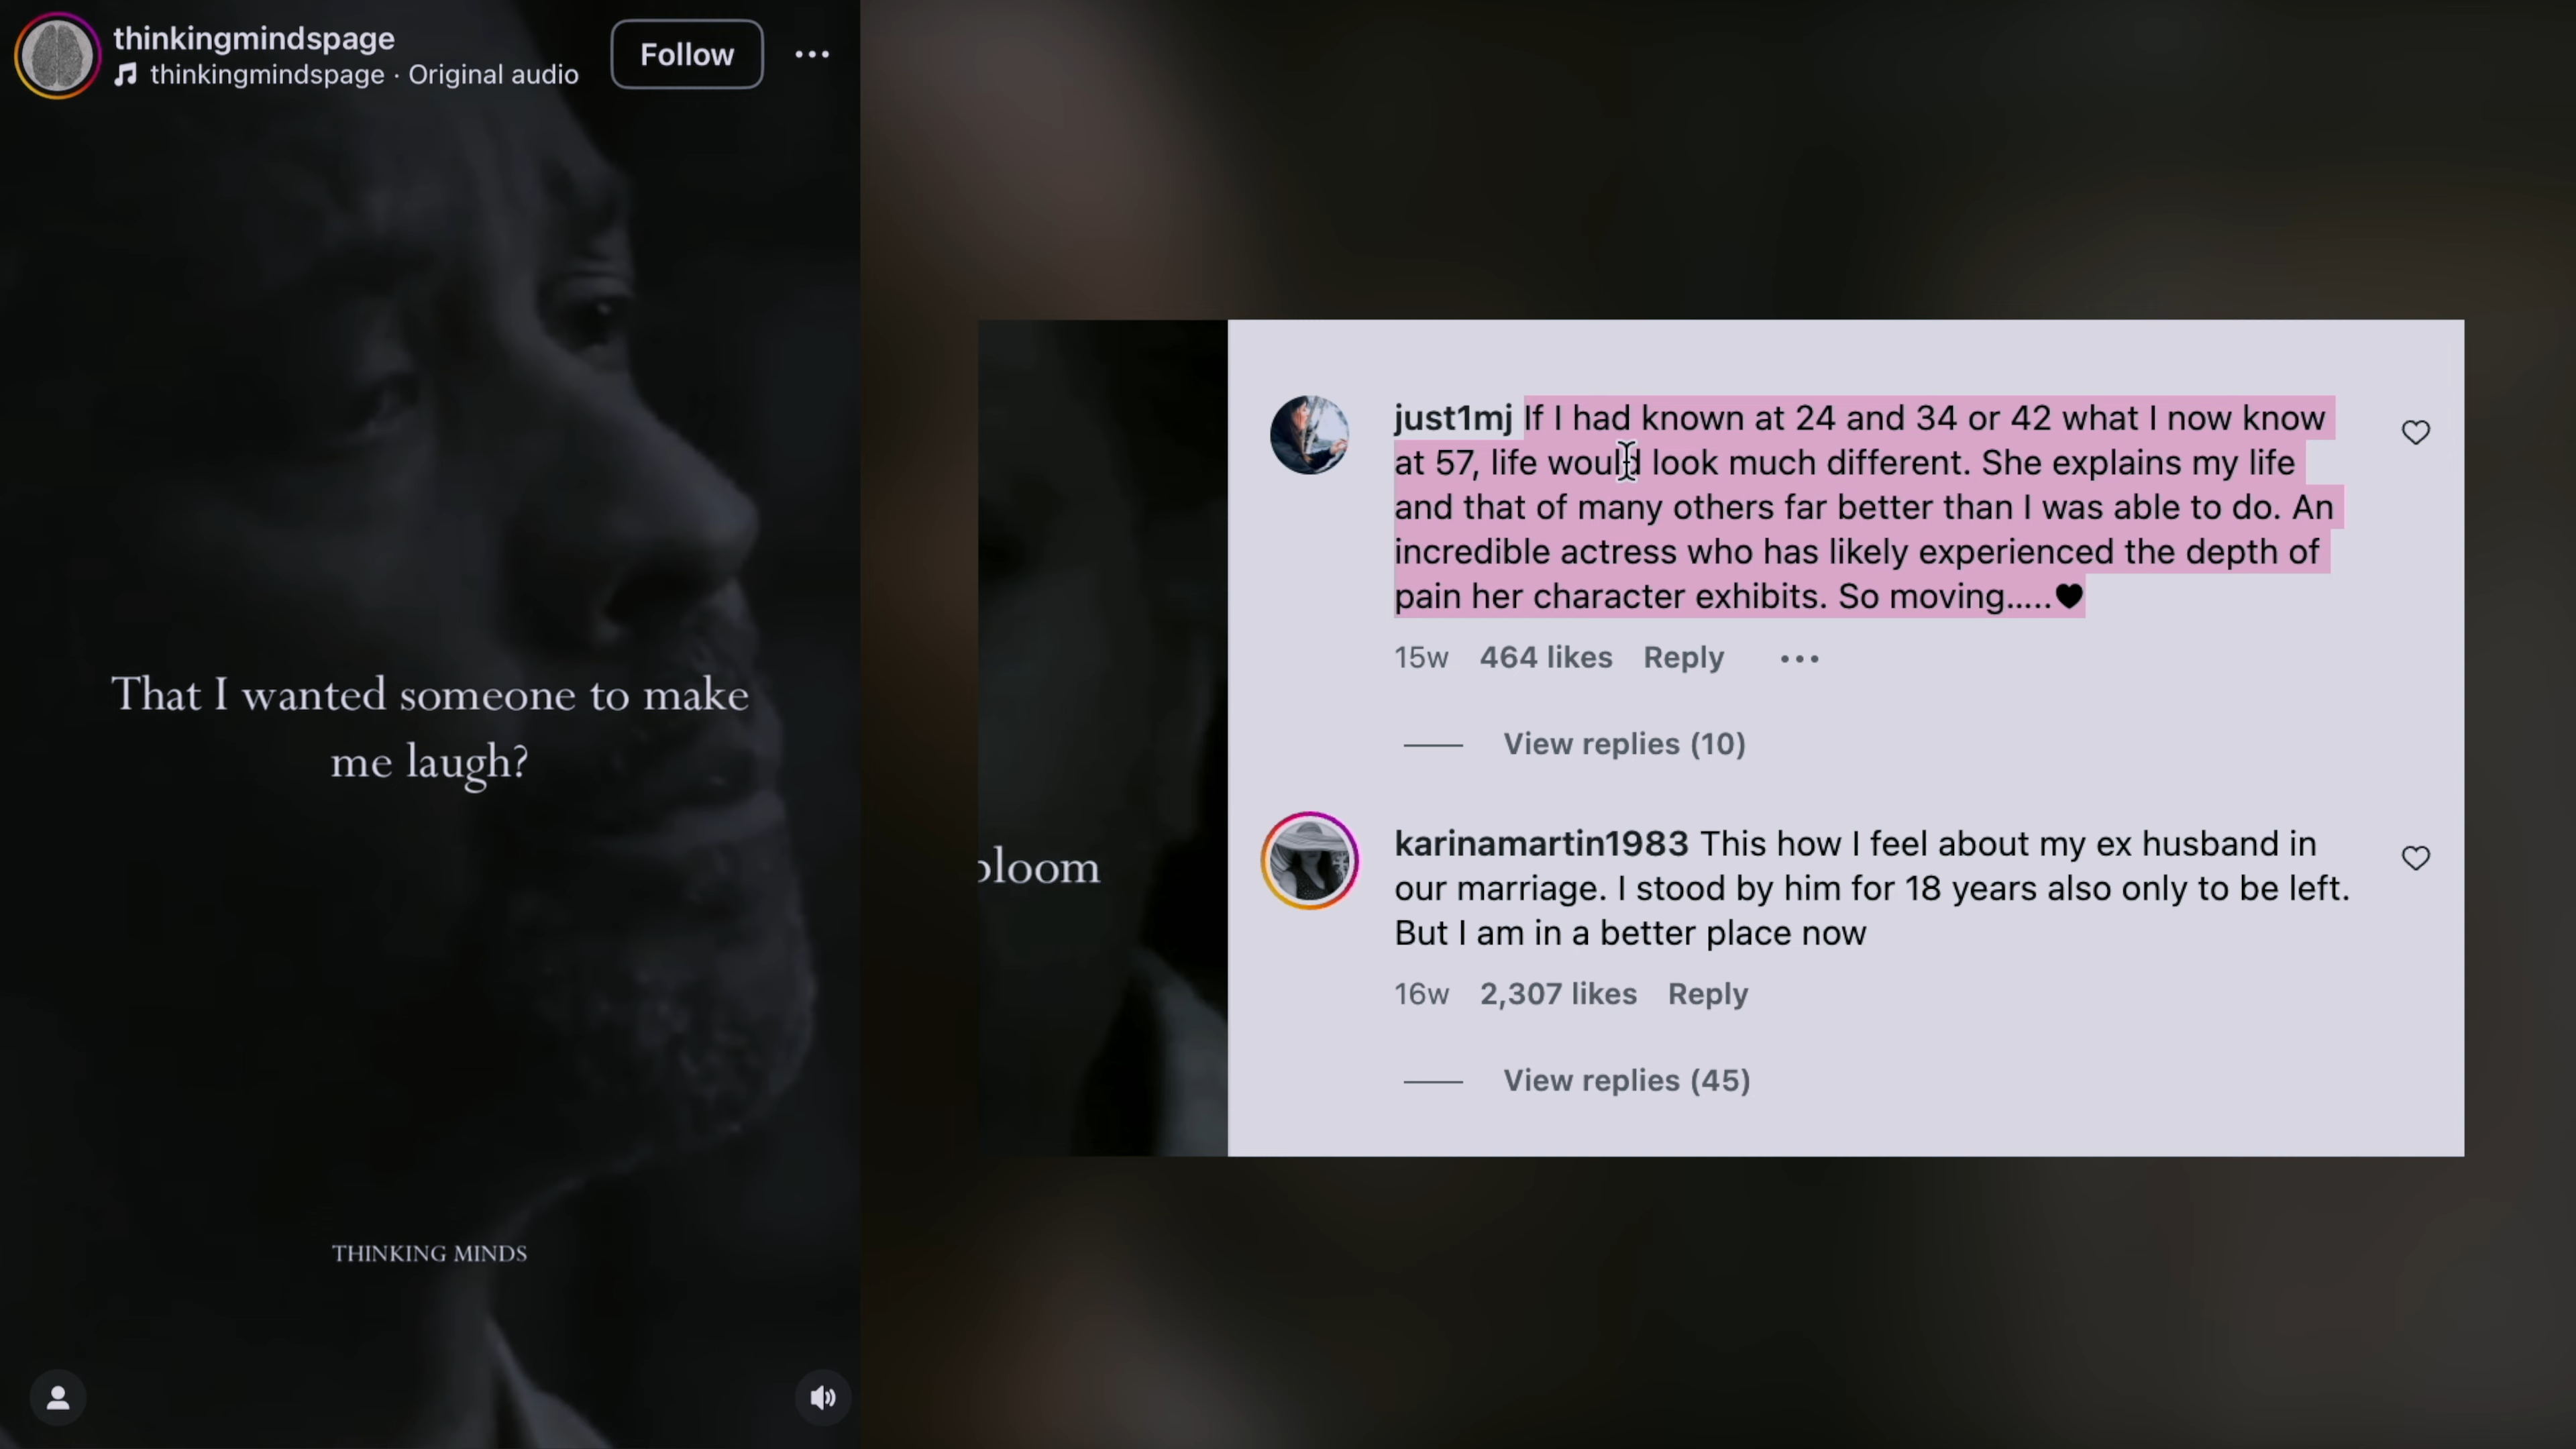 thinkingmindspage
thinkingmindspage · Original audio
Follow
That I wanted someone to make
me laugh?
THINKING MINDS
bloom
just1mj If I had known at 24 and 34 or 42 what I now know
at 57, life would look much different. She explains my life
and that of many others far better than I was able to do. An
incredible actress who has likely experienced the depth of
pain her character exhibits. So moving.....🖤
15w 464 likes Reply
View replies (10)
karinamartin1983 This how I feel about my ex husband in
our marriage. I stood by him for 18 years also only to be left.
But I am in a better place now
16w 2,307 likes Reply
View replies (45)